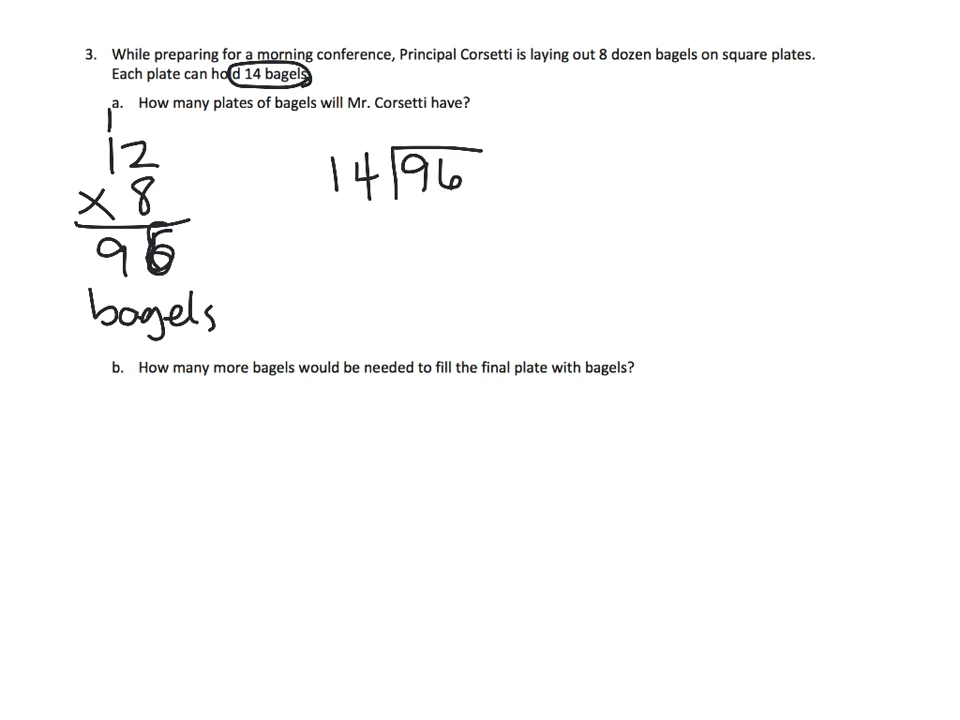 3. While preparing for a morning conference, Principal Corsetti is laying out 8 dozen bagels on square plates.
Each plate can hold 14 bagels.
a. How many plates of bagels will Mr. Corsetti have?
1
12
x 8
96
bagels
14 96
b. How many more bagels would be needed to fill the final plate with bagels?